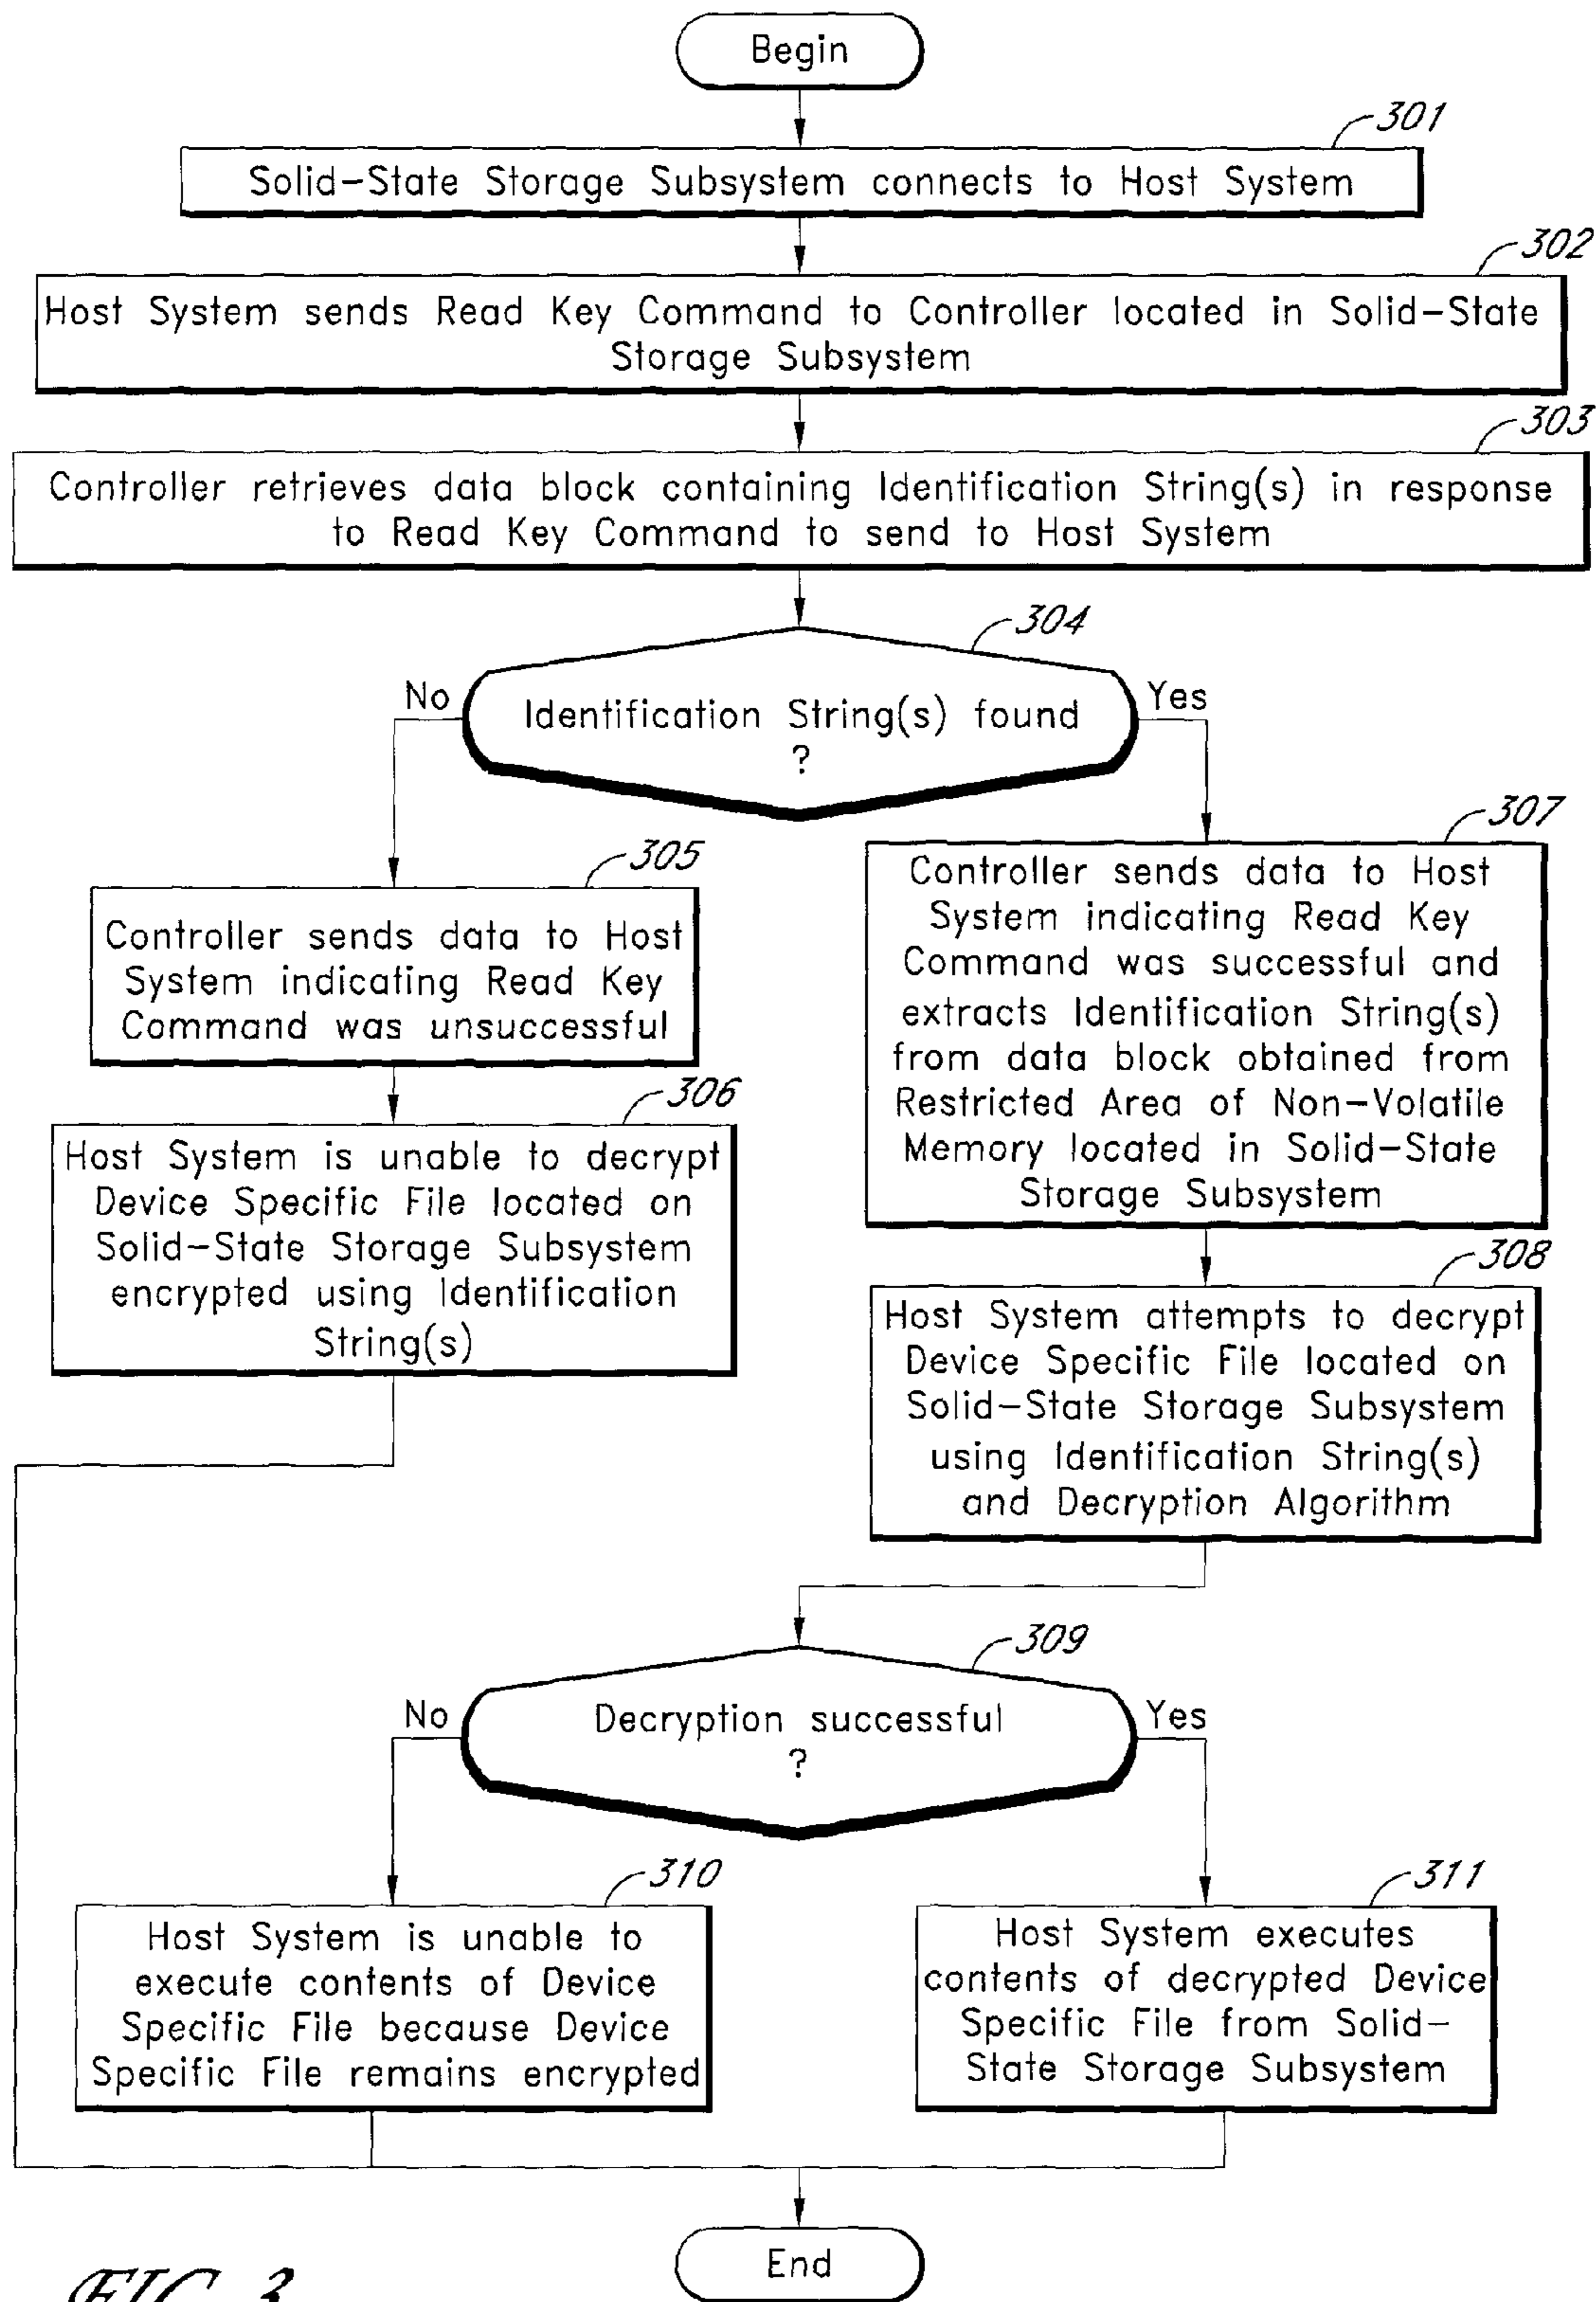 Begin
301
Solid-State Storage Subsystem connects to Host System
302
Host System sends Read Key Command to Controller located in Solid-State
Storage Subsystem
303
Controller retrieves data block containing Identification String(s) in response
to Read Key Command to send to Host System
304
Identification String(s) found
?
No
Yes
305
Controller sends data to Host
System indicating Read Key
Command was unsuccessful
306
Host System is unable to decrypt
Device Specific File located on
Solid-State Storage Subsystem
encrypted using Identification
String(s)
307
Controller sends data to Host
System indicating Read Key
Command was successful and
extracts Identification String(s)
from data block obtained from
Restricted Area of Non-Volatile
Memory located in Solid-State
Storage Subsystem
308
Host System attempts to decrypt
Device Specific File located on
Solid-State Storage Subsystem
using Identification String(s)
and Decryption Algorithm
309
Decryption successful
?
No
Yes
310
Host System is unable to
execute contents of Device
Specific File because Device
Specific File remains encrypted
311
Host System executes
contents of decrypted Device
Specific File from Solid-
State Storage Subsystem
End
FIG. 3